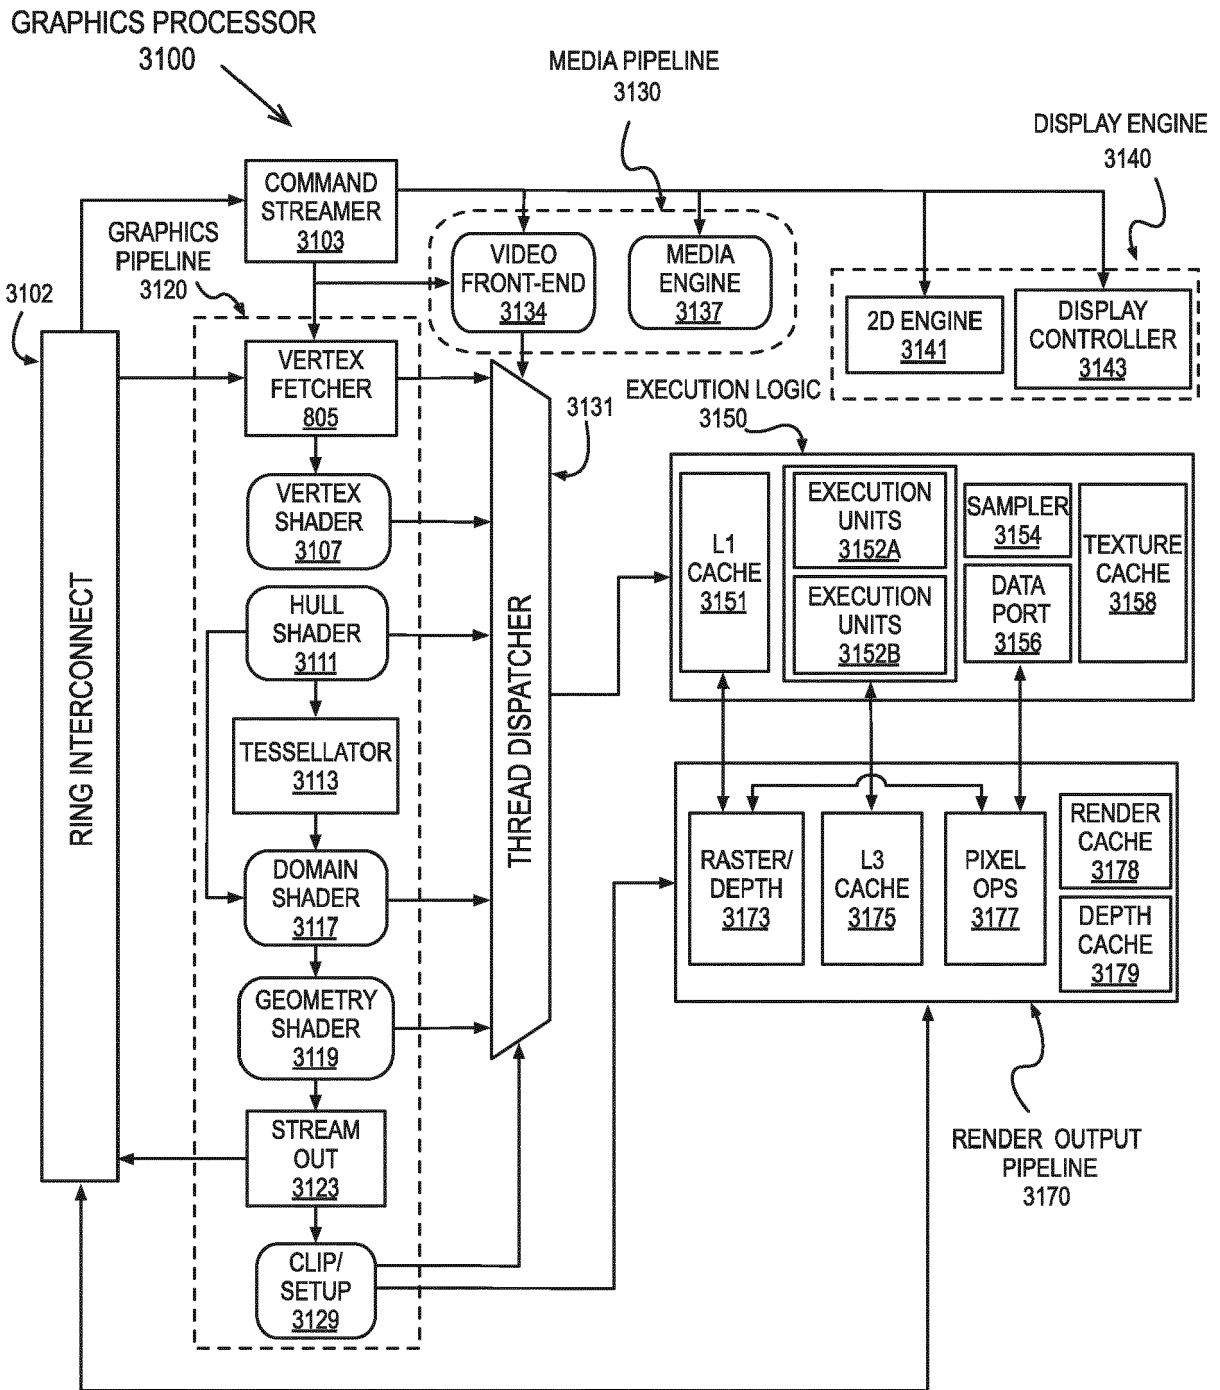 GRAPHICS PROCESSOR
3100
MEDIA PIPELINE
3130
DISPLAY ENGINE
3140
COMMAND
STREAMER
3103
GRAPHICS
PIPELINE
3120
VIDEO
FRONT-END
3134
MEDIA
ENGINE
3137
2D ENGINE
3141
DISPLAY
CONTROLLER
3143
3102
RING INTERCONNECT
VERTEX
FETCHER
805
VERTEX
SHADER
3107
HULL
SHADER
3111
TESSELLATOR
3113
DOMAIN
SHADER
3117
GEOMETRY
SHADER
3119
STREAM
OUT
3123
CLIP/
SETUP
3129
3131
THREAD DISPATCHER
EXECUTION LOGIC
3150
L1
CACHE
3151
EXECUTION
UNITS
3152A
EXECUTION
UNITS
3152B
SAMPLER
3154
DATA
PORT
3156
TEXTURE
CACHE
3158
RASTER/
DEPTH
3173
L3
CACHE
3175
PIXEL
OPS
3177
RENDER
CACHE
3178
DEPTH
CACHE
3179
RENDER OUTPUT
PIPELINE
3170